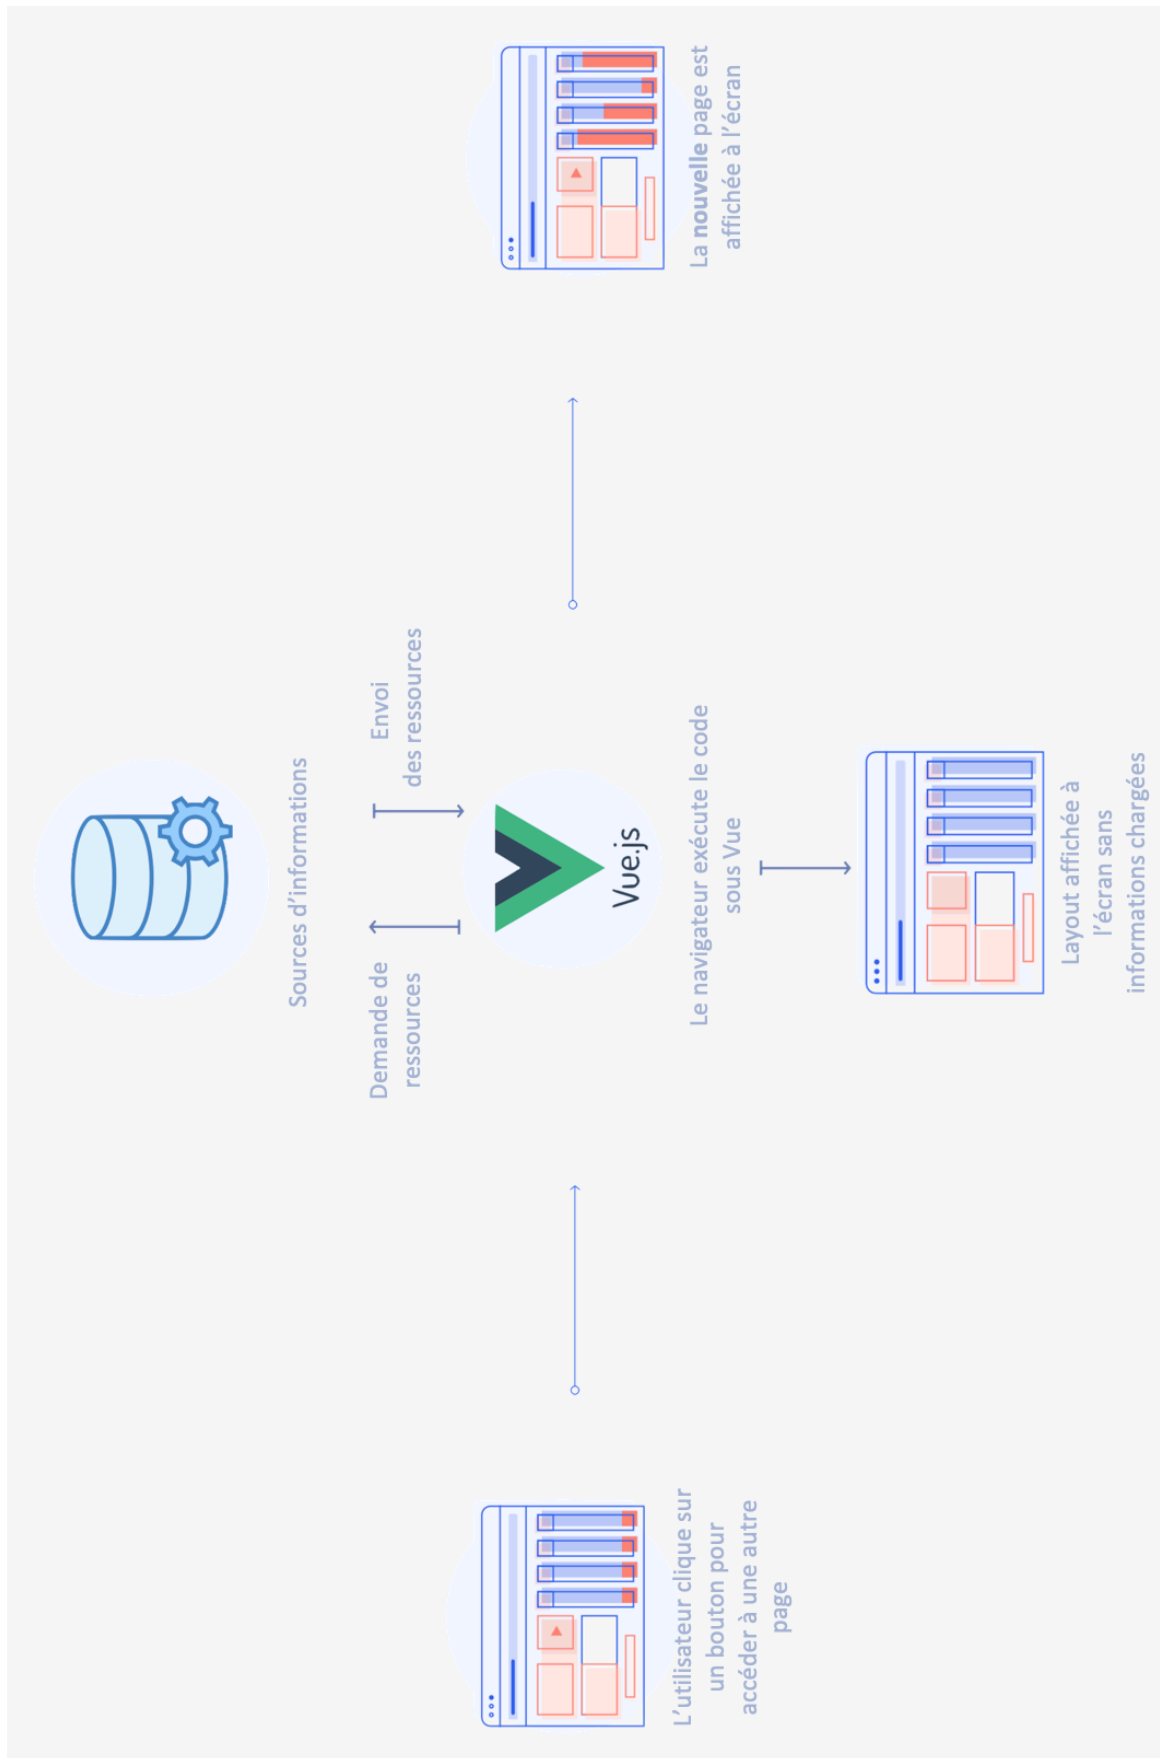 Sources d'informations
Demande de
ressources
Envoi
des ressources
L'utilisateur clique sur
un bouton pour
accéder à une autre
page
Vue.js
Le navigateur exécute le code
sous Vue
La nouvelle page est
affichée à l'écran
Layout affichée à
l'écran sans
informations chargées